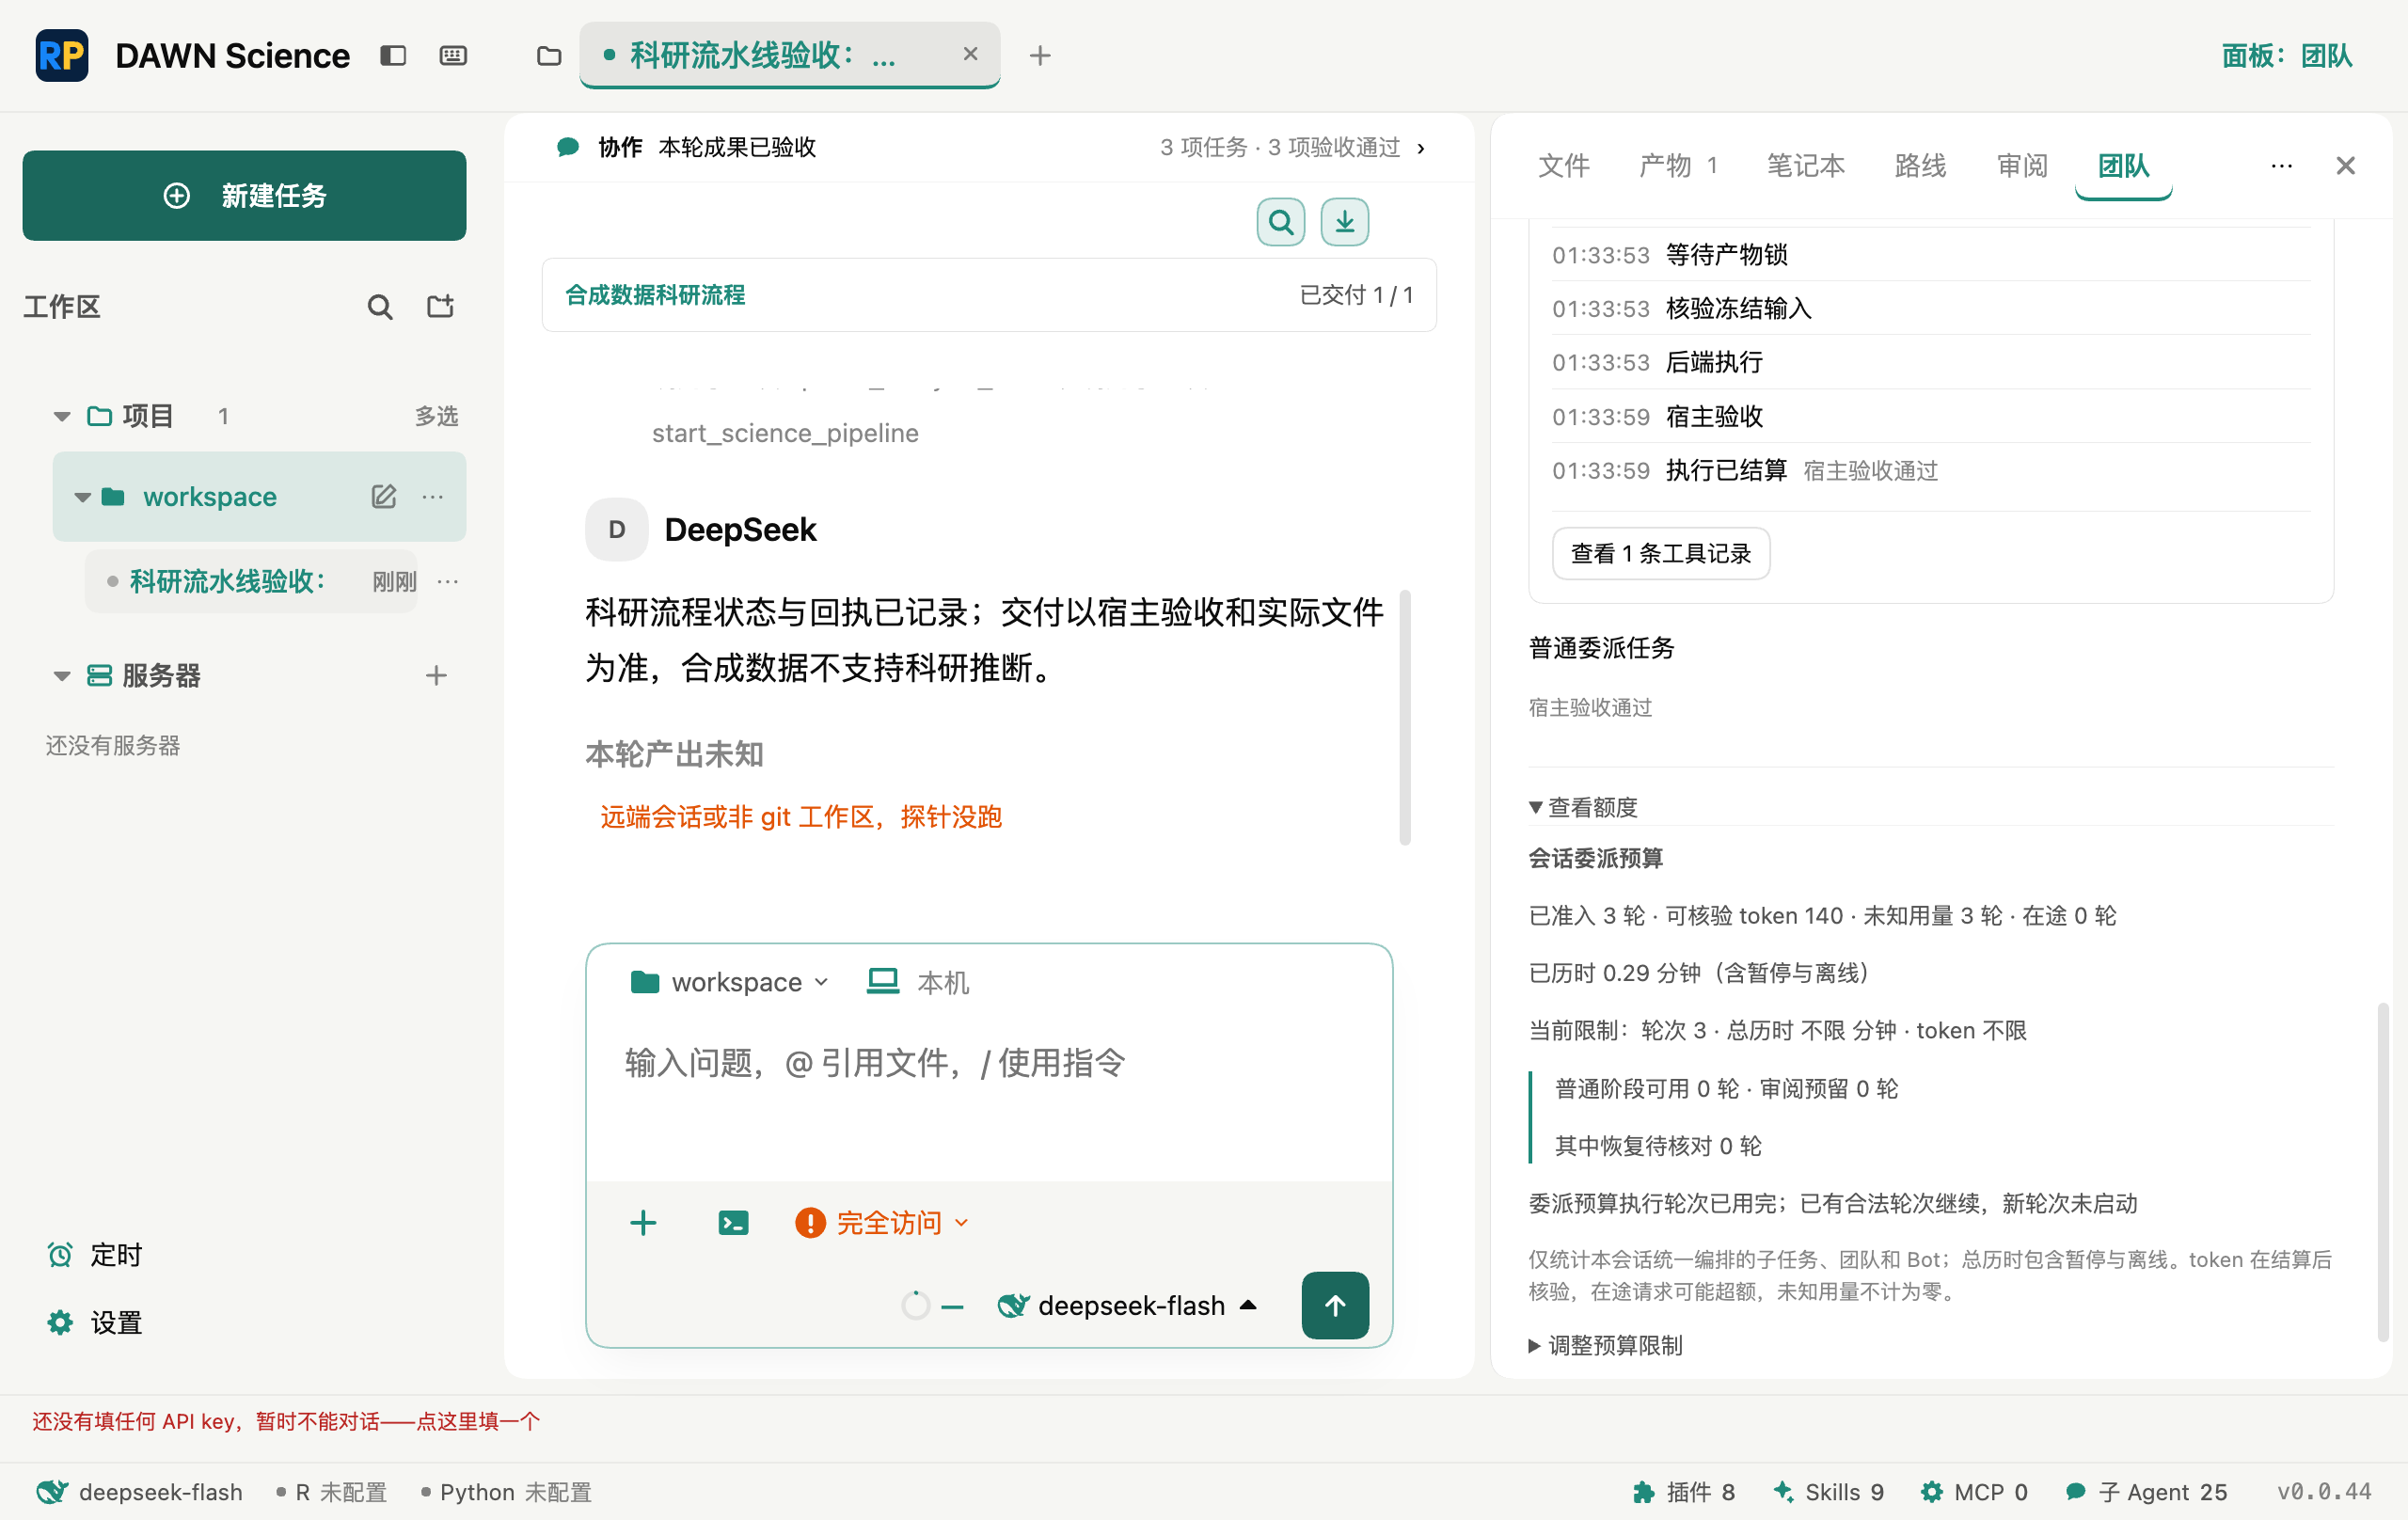 RP DAWN Science
科研流水线验收：...
面板：团队
新建任务
工作区
项目 1 多选
workspace
科研流水线验收： 刚刚
服务器
还没有服务器
定时
设置
协作 本轮成果已验收 3 项任务 · 3 项验收通过 ›
合成数据科研流程 已交付 1 / 1
start_science_pipeline
D DeepSeek
科研流程状态与回执已记录；交付以宿主验收和实际文件
为准，合成数据不支持科研推断。
本轮产出未知
远端会话或非 git 工作区，探针没跑
workspace 本机
输入问题，@ 引用文件，/ 使用指令
完全访问
deepseek-flash
文件 产物 1 笔记本 路线 审阅 团队
01:33:53 等待产物锁
01:33:53 核验冻结输入
01:33:53 后端执行
01:33:59 宿主验收
01:33:59 执行已结算 宿主验收通过
查看 1 条工具记录
普通委派任务
宿主验收通过
查看额度
会话委派预算
已准入 3 轮 · 可核验 token 140 · 未知用量 3 轮 · 在途 0 轮
已历时 0.29 分钟（含暂停与离线）
当前限制：轮次 3 · 总历时 不限 分钟 · token 不限
普通阶段可用 0 轮 · 审阅预留 0 轮
其中恢复待核对 0 轮
委派预算执行轮次已用完；已有合法轮次继续，新轮次未启动
仅统计本会话统一编排的子任务、团队和 Bot；总历时包含暂停与离线。token 在结算后
核验，在途请求可能超额，未知用量不计为零。
调整预算限制
还没有填任何 API key，暂时不能对话——点这里填一个
deepseek-flash R 未配置 Python 未配置
插件 8 Skills 9 MCP 0 子 Agent 25 v0.0.44